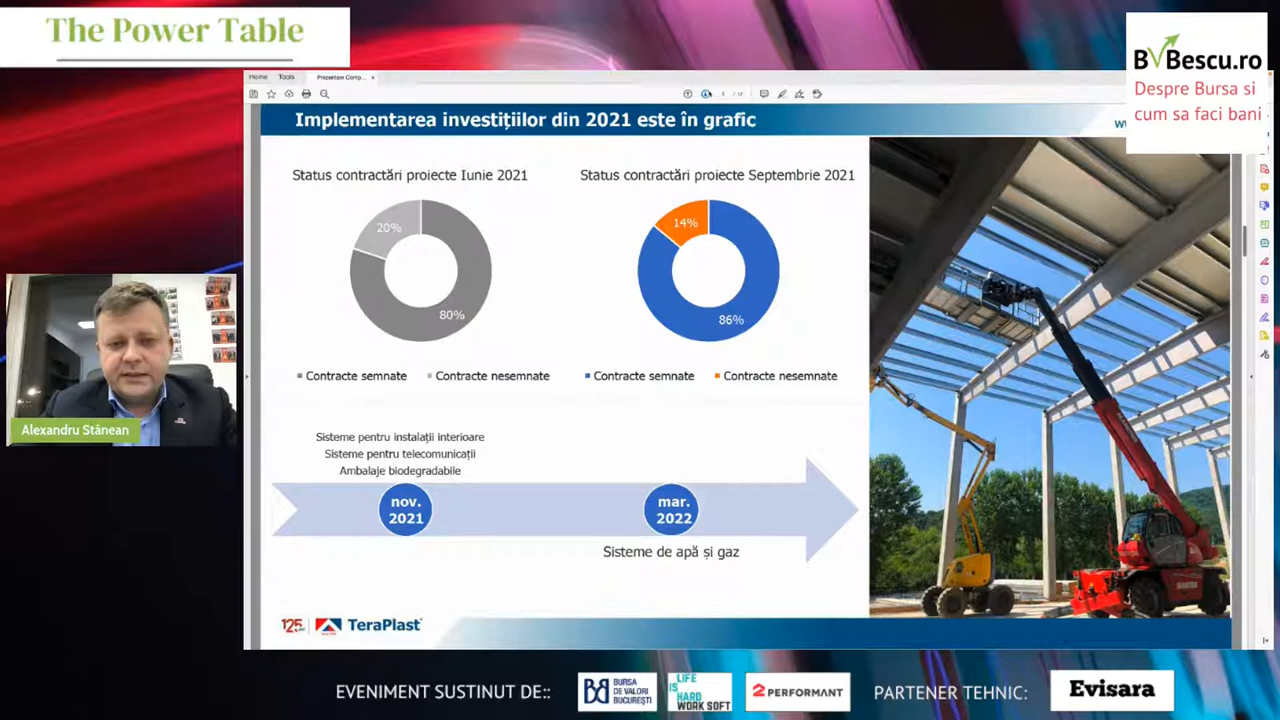 The Power Table
BVBescu.ro
Despre Bursa si
cum sa faci bani
Home Tools Prezentare Comp... ×
Implementarea investițiilor din 2021 este în grafic
Status contractări proiecte Iunie 2021
20%
80%
Contracte semnate Contracte nesemnate
Status contractări proiecte Septembrie 2021
14%
86%
Contracte semnate Contracte nesemnate
Sisteme pentru instalații interioare
Sisteme pentru telecomunicații
Ambalaje biodegradabile
nov.
2021
mar.
2022
Sisteme de apă și gaz
125 TeraPlast
Alexandru Stânean
EVENIMENT SUSTINUT DE::
BURSA
DE VALORI
BUCUREȘTI
LIFE
IS
HARD
WORK SOFT
2PERFORMANT
PARTENER TEHNIC:
Evisara